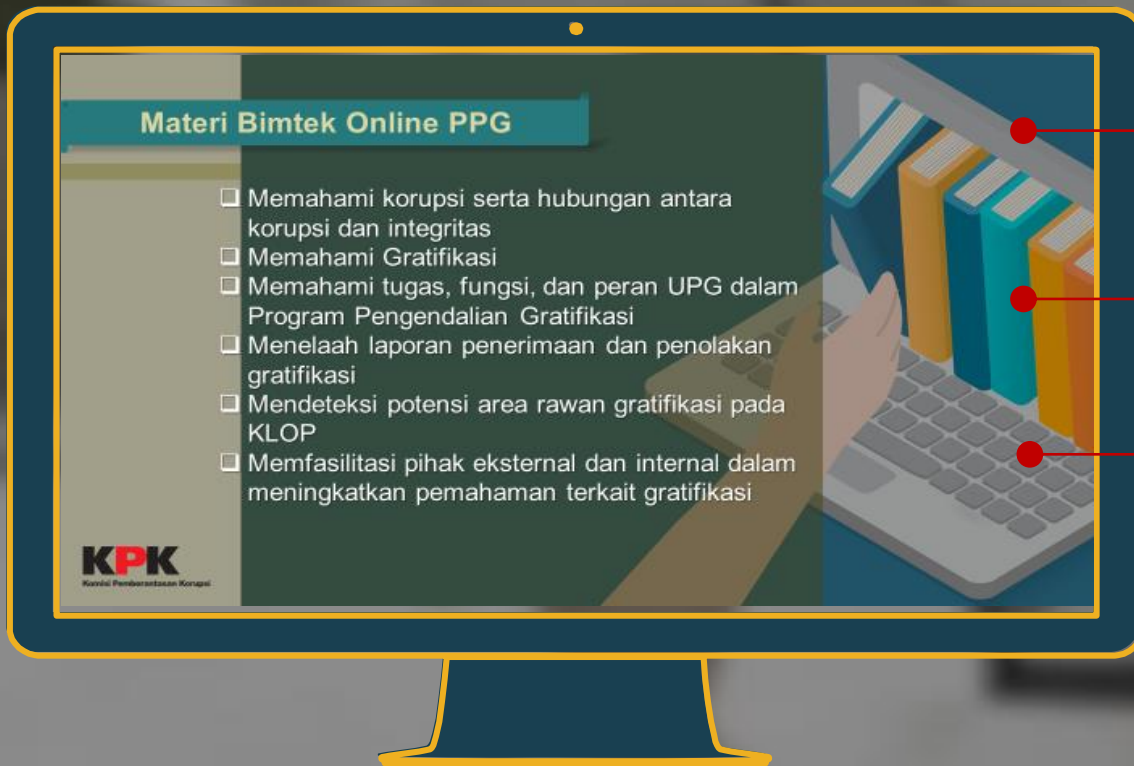 Materi Bimtek Online PPG
Memahami korupsi serta hubungan antara
korupsi dan integritas
Memahami Gratifikasi
Memahami tugas, fungsi, dan peran UPG dalam
Program Pengendalian Gratifikasi
Menelaah laporan penerimaan dan penolakan
gratifikasi
Mendeteksi potensi area rawan gratifikasi pada
KLOP
Memfasilitasi pihak eksternal dan internal dalam
meningkatkan pemahaman terkait gratifikasi
KPK
Komisi Pemberantasan Korupsi